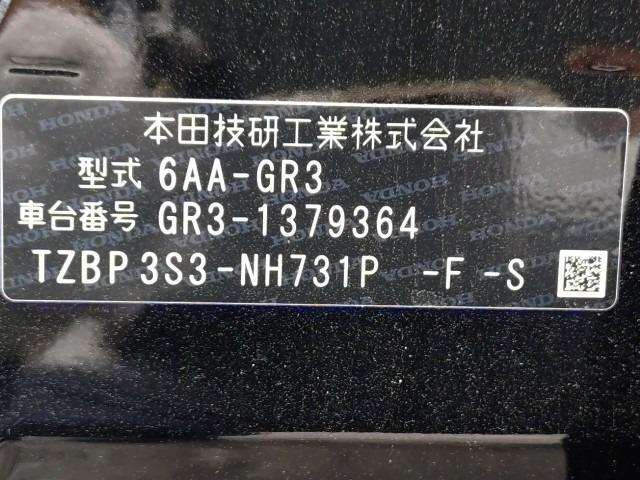 本田技研工業株式会社
型式 6AA-GR3
車台番号 GR3-1379364
TZBP3S3-NH731P -F -S